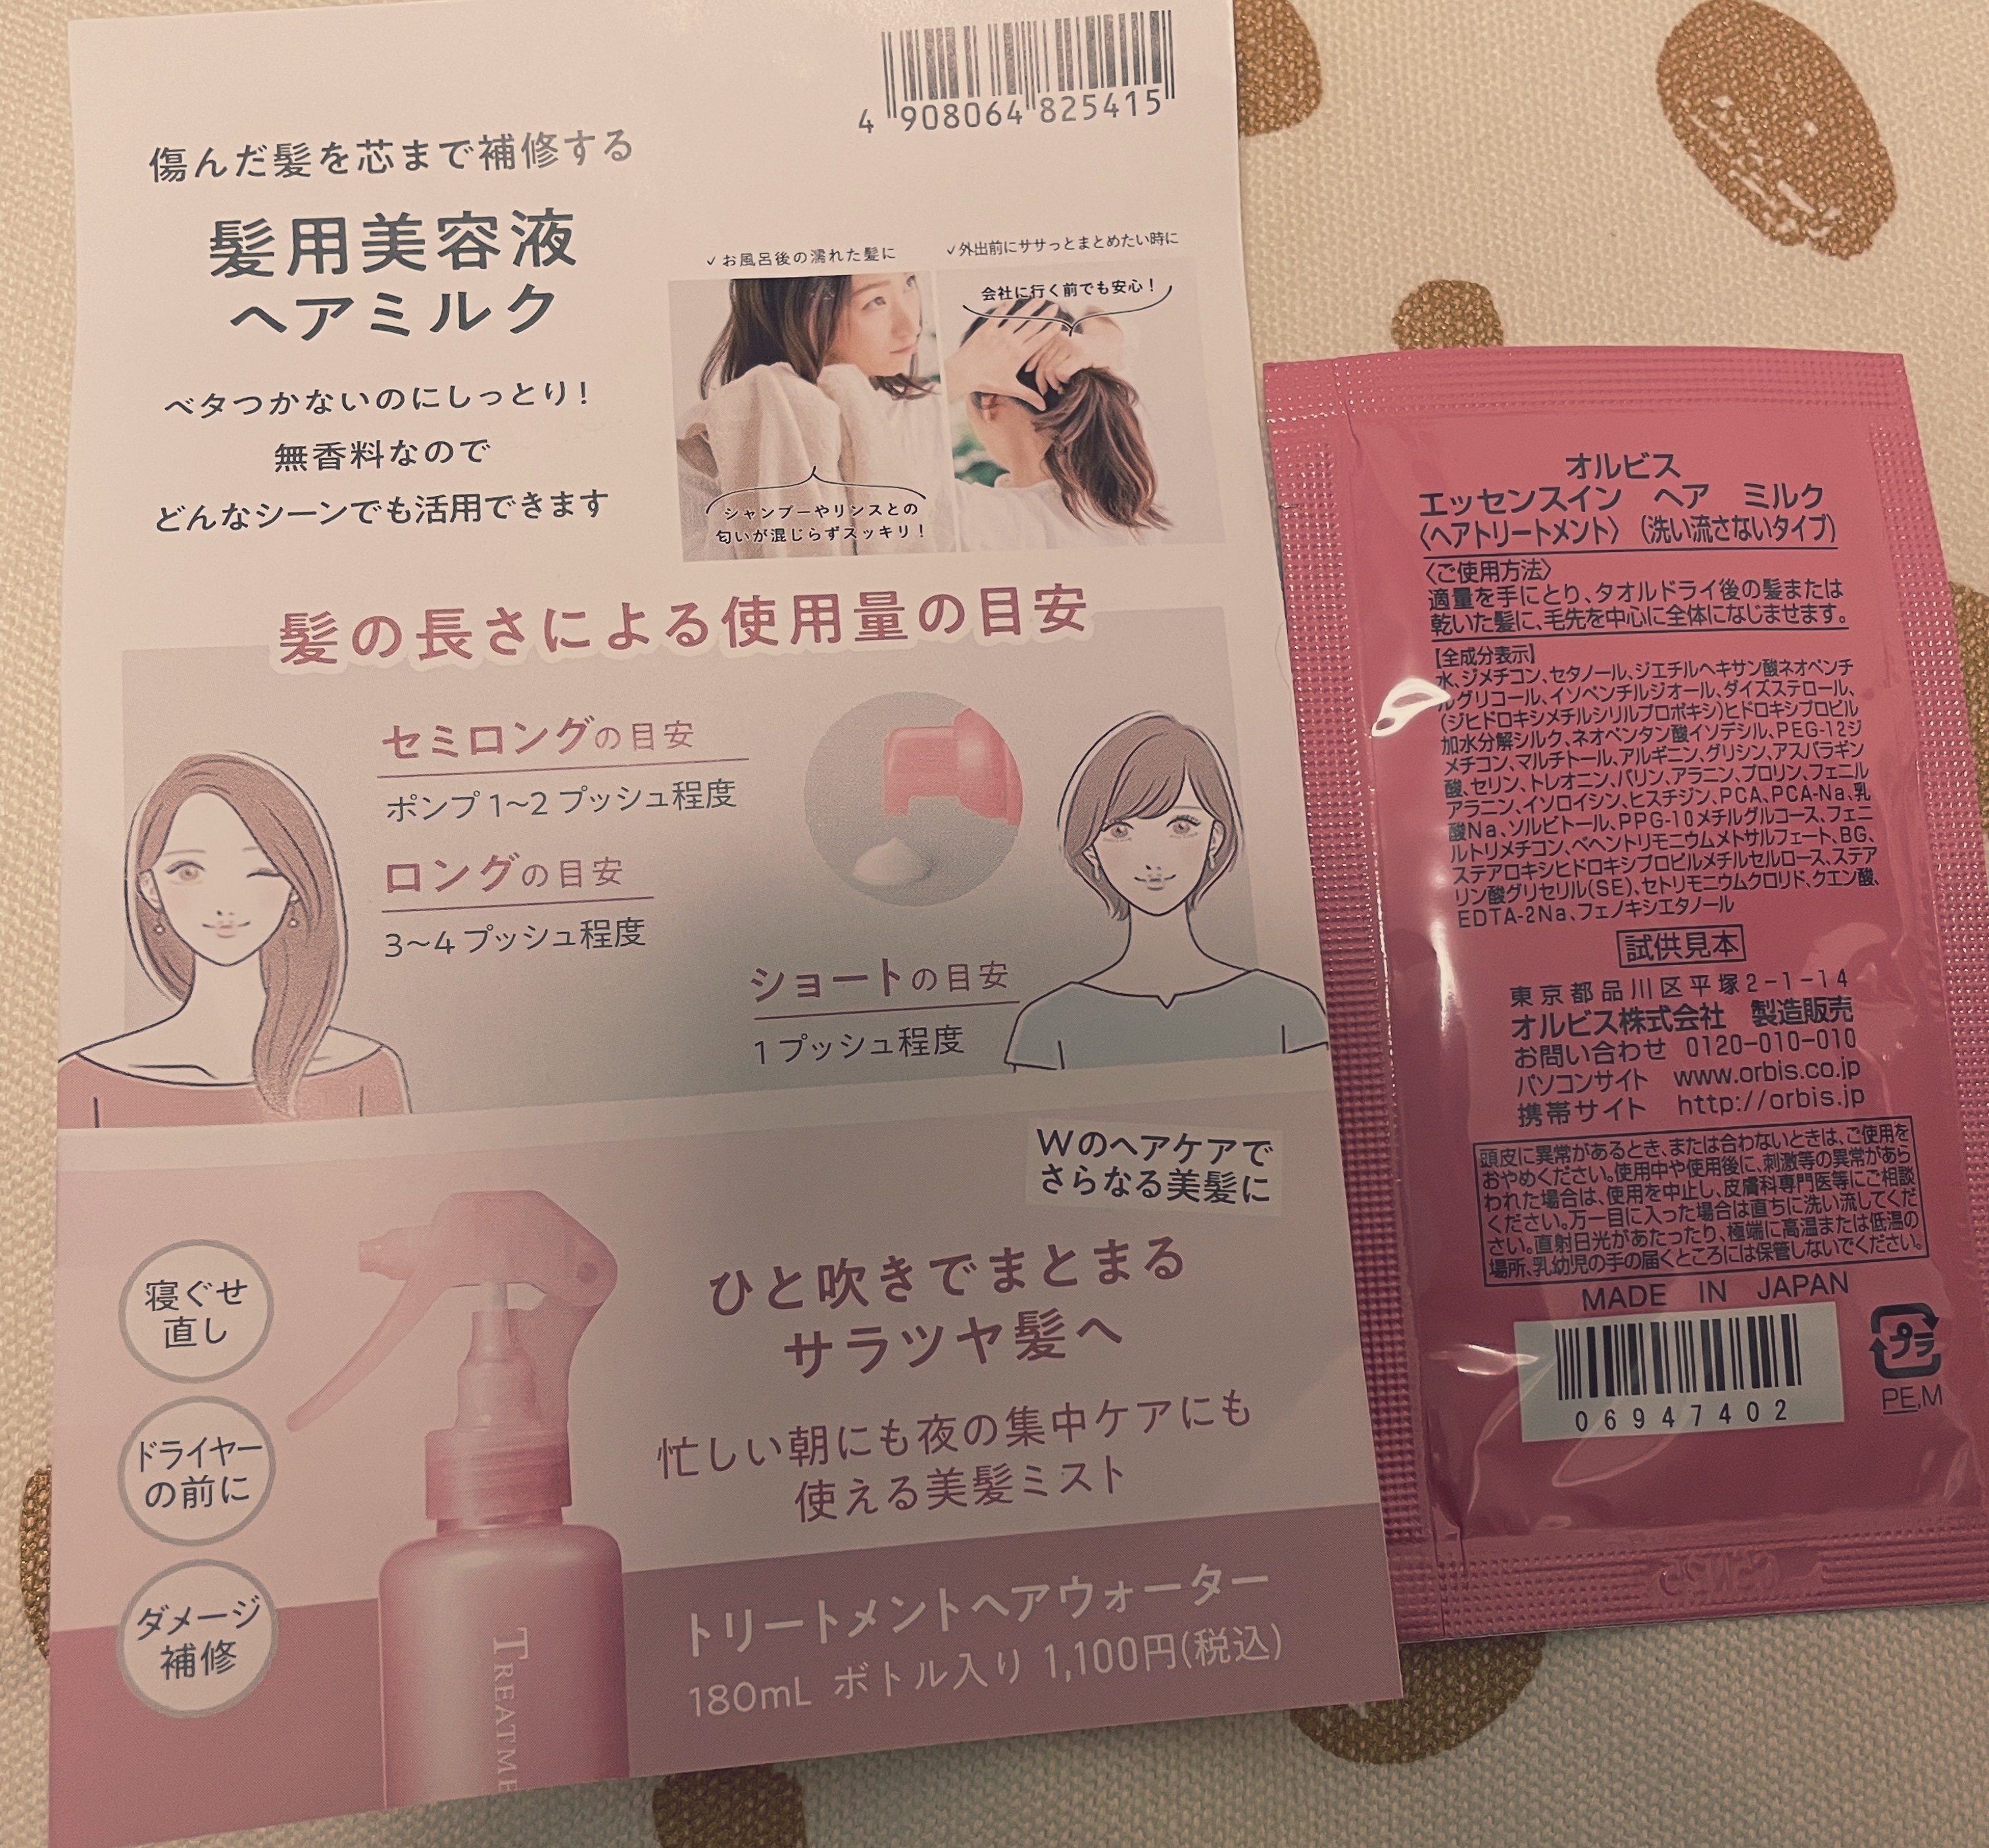 4 908064 825415
傷んだ髪を芯まで補修する
髪用美容液
ヘアミルク
ベタつかないのにしっとり！
無香料なので
どんなシーンでも活用できます
✓お風呂後の濡れた髪に
✓外出前にササっとまとめたい時に
会社に行く前でも安心！
シャンプーやリンスとの
匂いが混じらずスッキリ！
髪の長さによる使用量の目安
セミロングの目安
ポンプ 1〜2 プッシュ程度
ロングの目安
3〜4 プッシュ程度
ショートの目安
1 プッシュ程度
Wのヘアケアで
さらなる美髪に
寝ぐせ
直し
ドライヤー
の前に
ダメージ
補修
TREATME
ひと吹きでまとまる
サラツヤ髪へ
忙しい朝にも夜の集中ケアにも
使える美髪ミスト
トリートメントヘアウォーター
180mL ボトル入り 1,100円(税込)
オルビス
エッセンスイン ヘア ミルク
〈ヘアトリートメント〉（洗い流さないタイプ）
〈ご使用方法〉
適量を手にとり、タオルドライ後の髪または
乾いた髪に、毛先を中心に全体になじませます。
【全成分表示】
水、ジメチコン、セタノール、ジエチルヘキサン酸ネオペンチ
ルグリコール、イソペンチルジオール、ダイズステロール、
(ジヒドロキシメチルシリルプロポキシ)ヒドロキシプロピル
加水分解シルク、ネオペンタン酸イソデシル、PEG-12ジ
メチコン、マルチトール、アルギニン、グリシン、アスパラギン
酸、セリン、トレオニン、バリン、アラニン、プロリン、フェニル
アラニン、イソロイシン、ヒスチジン、PCA、PCA-Na、乳
酸Na、ソルビトール、PPG-10メチルグルコース、フェニ
ルトリメチコン、ベヘントリモニウムメトサルフェート、BG、
ステアロキシヒドロキシプロピルメチルセルロース、ステア
リン酸グリセリル(SE)、セトリモニウムクロリド、クエン酸、
EDTA-2Na、フェノキシエタノール
試供見本
東京都品川区平塚2-1-14
オルビス株式会社 製造販売
お問い合わせ 0120-010-010
パソコンサイト www.orbis.co.jp
携帯サイト http://orbis.jp
頭皮に異常があるとき、または合わないときは、ご使用を
おやめください。使用中や使用後に、刺激等の異常があら
われた場合は、使用を中止し、皮膚科専門医等にご相談
ください。万一目に入った場合は直ちに洗い流してくだ
さい。直射日光があたったり、極端に高温または低温の
場所、乳幼児の手の届くところには保管しないでください。
MADE IN JAPAN
06947402
プラ
PE,M